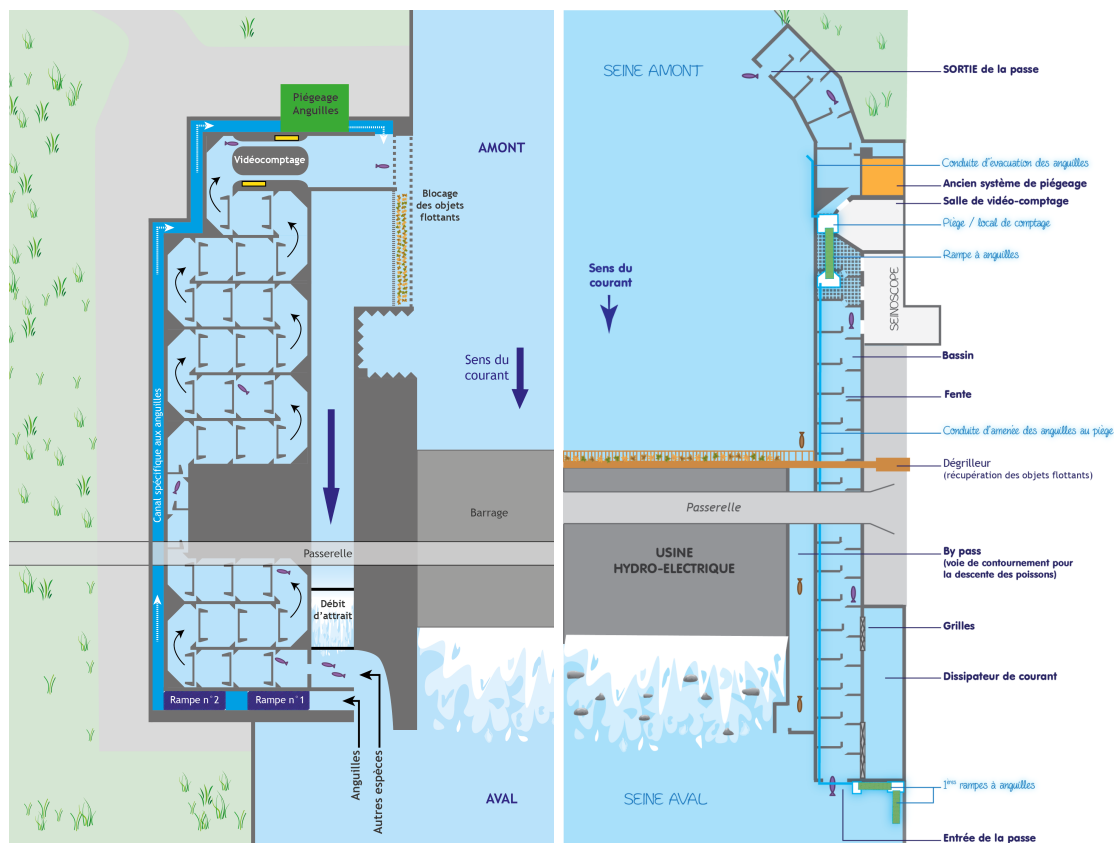 Piégeage
Anguilles
Vidéocomptage
AMONT
Blocage
des objets
flottants
Sens du
courant
Canal spécifique aux anguilles
Barrage
Passerelle
Débit
d'attrait
Rampe n°2
Rampe n°1
Anguilles
Autres espèces
AVAL
SEINE AMONT
SORTIE de la passe
Conduite d'évacuation des anguilles
Ancien système de piégeage
Salle de vidéo-comptage
Piège / local de comptage
Rampe à anguilles
Sens du
courant
SEINOSCOPE
Bassin
Fente
Conduite d'amenée des anguilles au piège
Dégrilleur
(récupération des objets flottants)
Passerelle
USINE
HYDRO-ELECTRIQUE
By pass
(voie de contournement pour
la descente des poissons)
Grilles
Dissipateur de courant
SEINE AVAL
1ères rampes à anguilles
Entrée de la passe